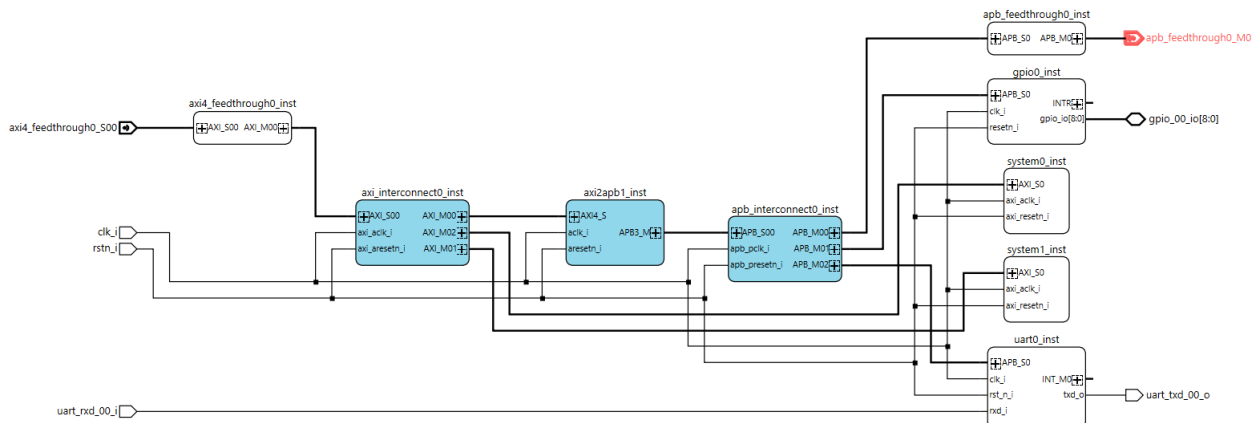 apb_feedthrough0_inst
APB_S0 APB_M0
apb_feedthrough0_M0
gpio0_inst
APB_S0
INTR
clk_i
gpio_io[8:0]
resetn_i
gpio_00_io[8:0]
axi4_feedthrough0_inst
axi4_feedthrough0_S00
AXI_S00 AXI_M00
system0_inst
AXI_S0
axi_aclk_i
axi_resetn_i
axi_interconnect0_inst
AXI_S00 AXI_M00
axi_aclk_i AXI_M02
axi_aresetn_i AXI_M01
axi2apb1_inst
AXI4_S
aclk_i APB3_M
aresetn_i
apb_interconnect0_inst
APB_S00 APB_M00
apb_pclk_i APB_M01
apb_presetn_i APB_M02
clk_i
rstn_i
system1_inst
AXI_S0
axi_aclk_i
axi_resetn_i
uart0_inst
APB_S0
clk_i INT_M0
rst_n_i txd_o
rxd_i
uart_txd_00_o
uart_rxd_00_i